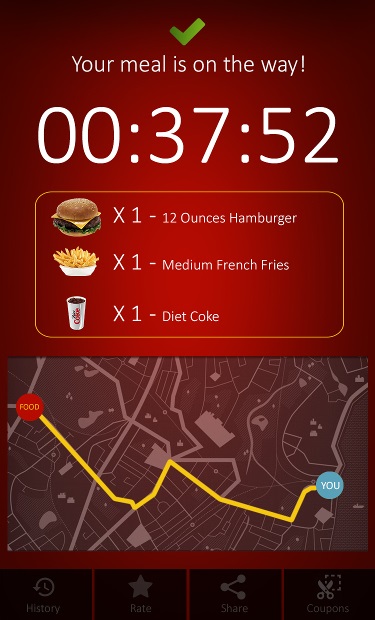 Your meal is on the way!
00:37:52
X 1 - 12 Ounces Hamburger
X 1 - Medium French Fries
X 1 - Diet Coke
FOOD
YOU
History
Rate
Share
Coupons